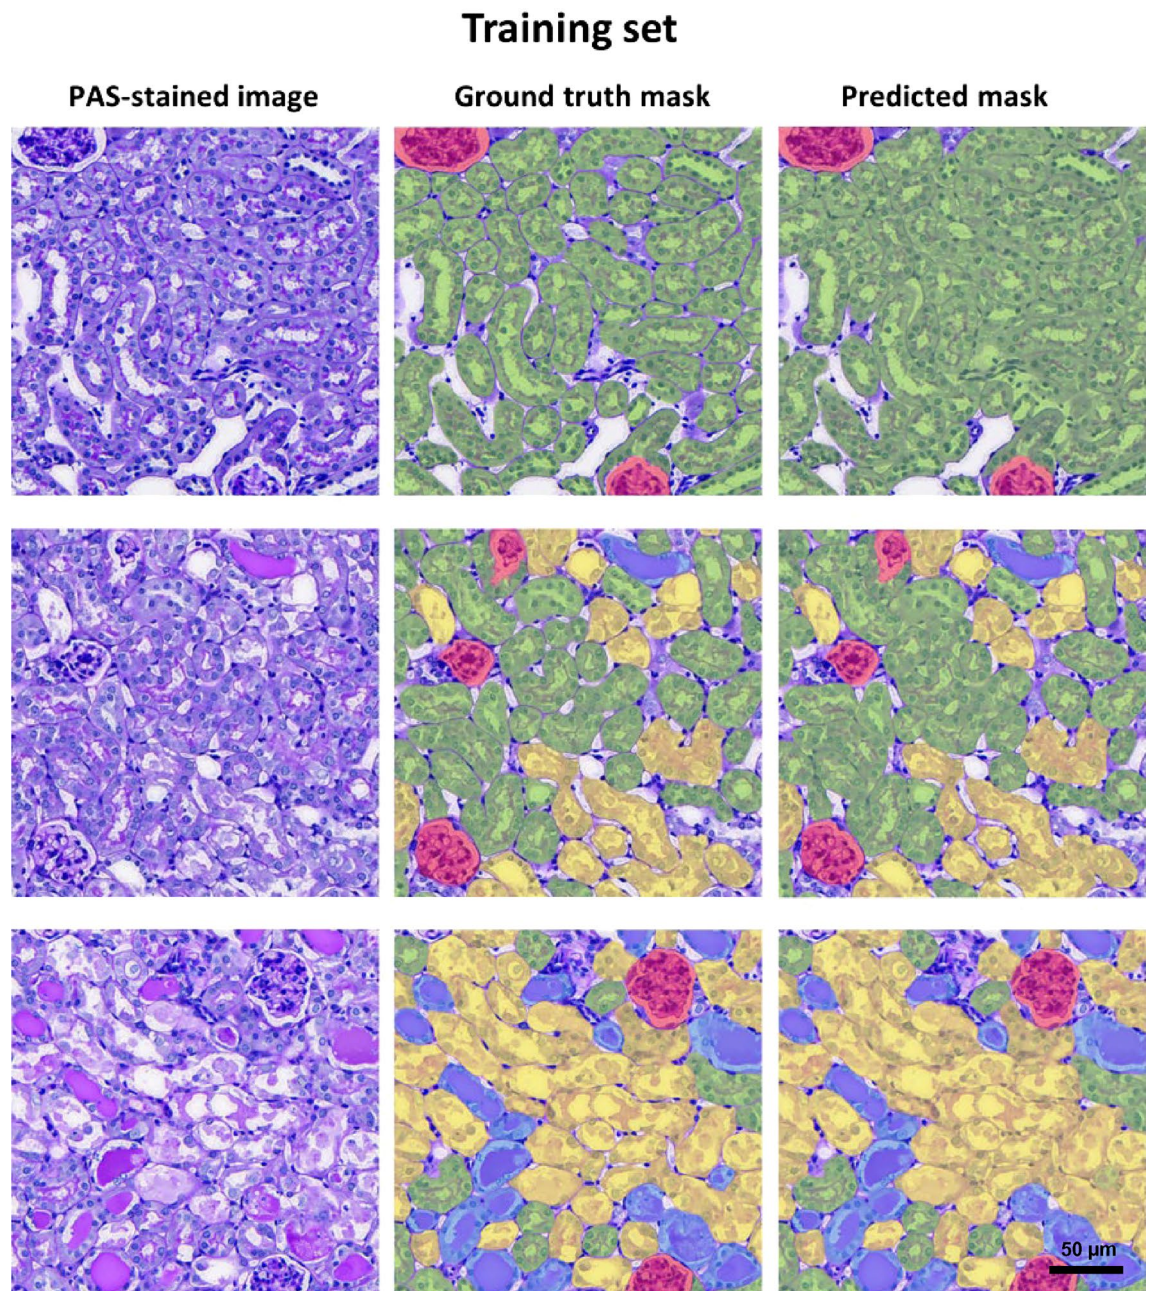 Training set
PAS-stained image
Ground truth mask
Predicted mask
50 µm